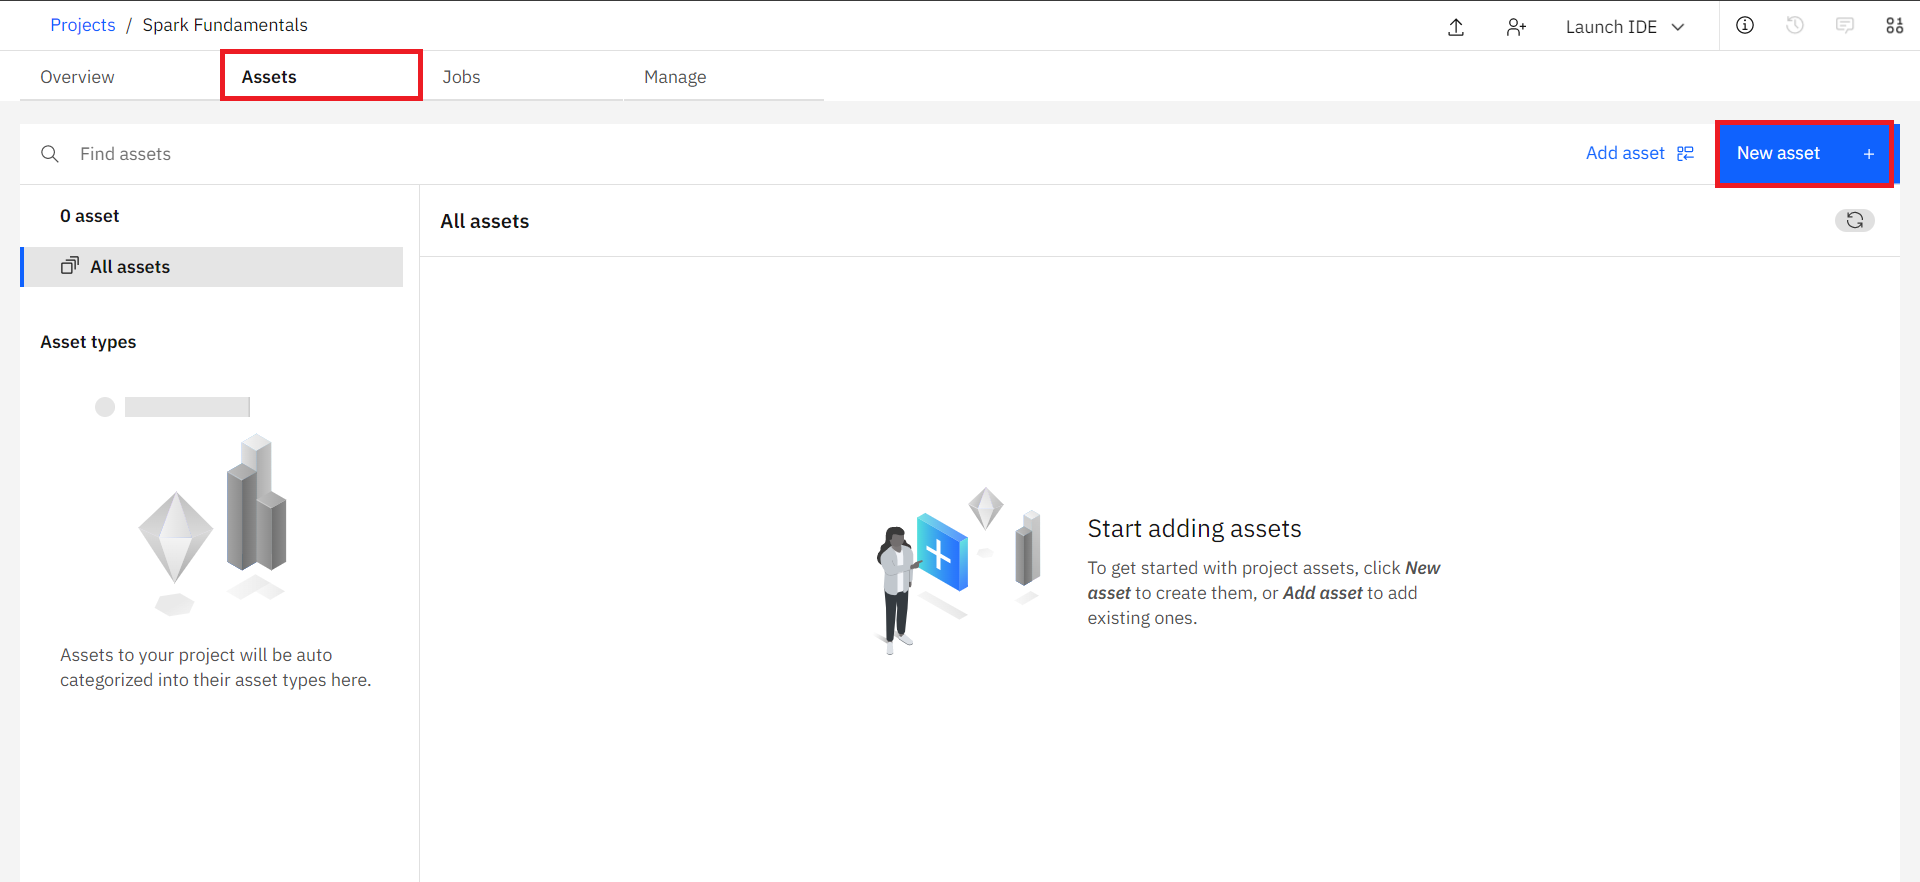 Projects / Spark Fundamentals
Launch IDE
Overview
Assets
Jobs
Manage
Find assets
Add asset
New asset +
0 asset
All assets
Asset types
Assets to your project will be auto
categorized into their asset types here.
All assets
Start adding assets
To get started with project assets, click New
asset to create them, or Add asset to add
existing ones.